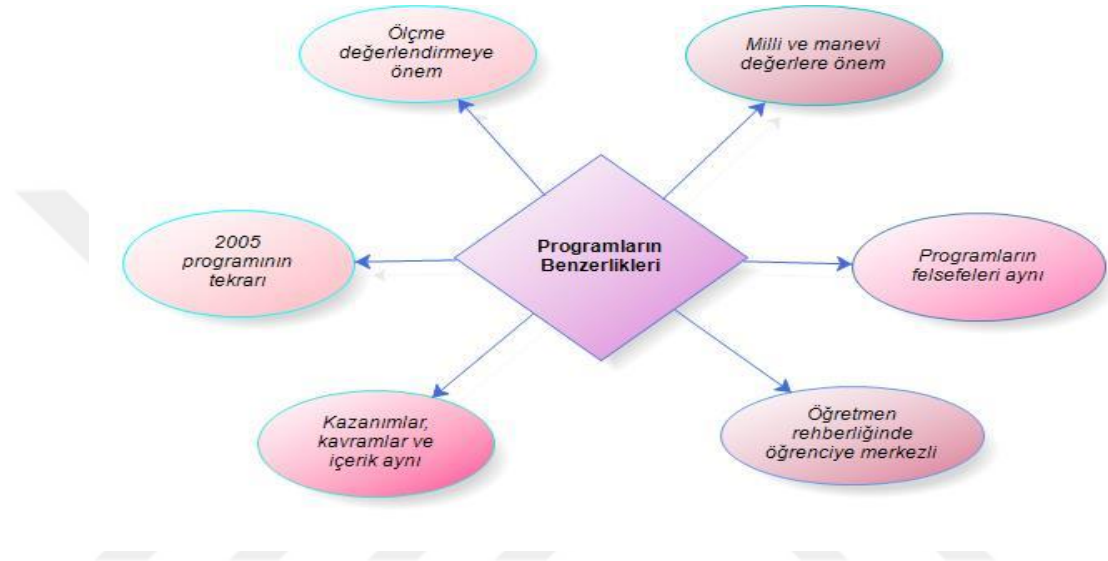 Ölçme
değerlendirmeye
önem
Milli ve manevi
değerlere önem
2005
programının
tekrarı
Programların
Benzerlikleri
Programların
felsefeleri aynı
Kazanımlar,
kavramlar ve
içerik aynı
Öğretmen
rehberliğinde
öğrenciye merkezli